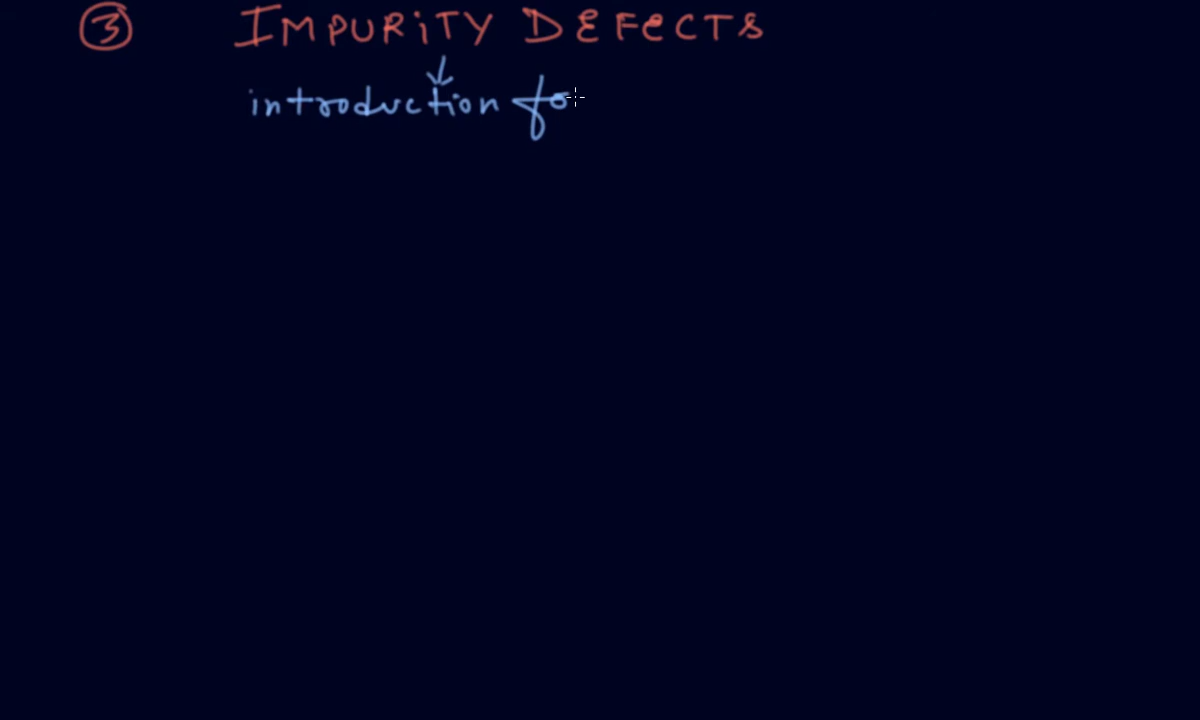 ③ IMPURITY DEFECTS
↓
introduction fo